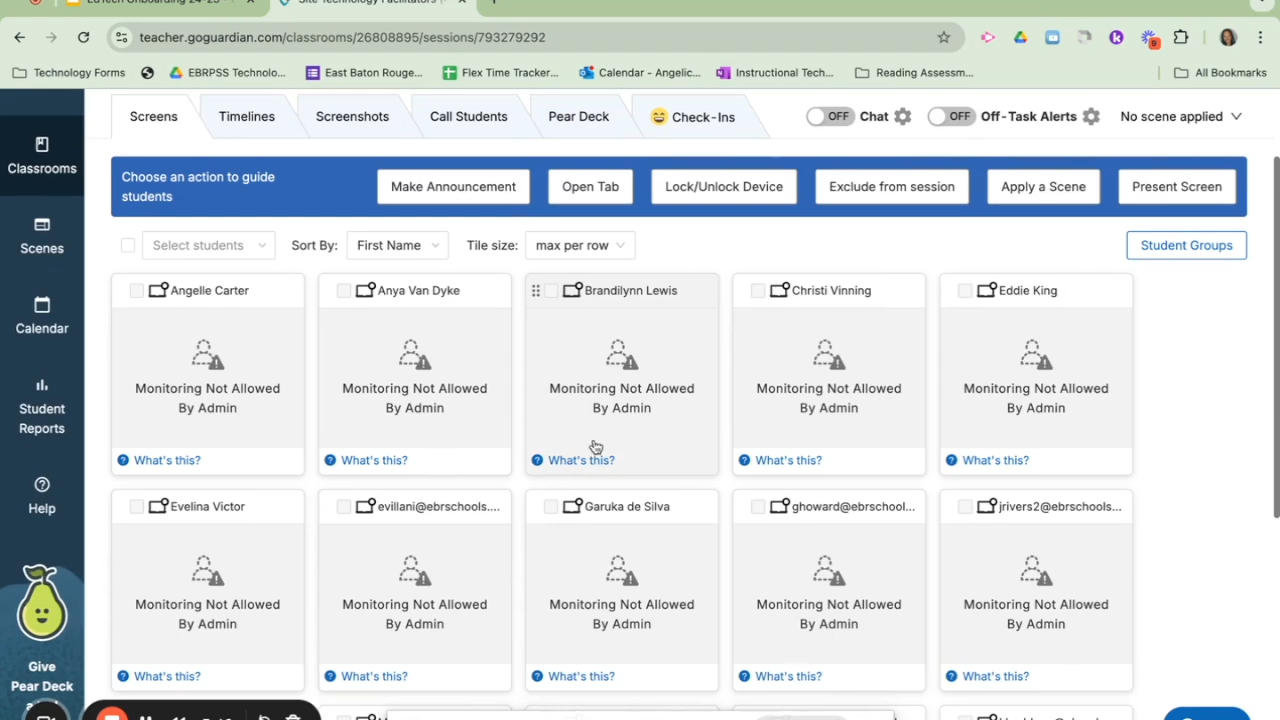 EdTech Onboarding 24-25
Site Technology Facilitators
teacher.goguardian.com/classrooms/26808895/sessions/793279292
9
Technology Forms
EBRPSS Technolo...
East Baton Rouge...
Flex Time Tracker...
Calendar - Angelic...
Instructional Tech...
Reading Assessm...
All Bookmarks
Classrooms
Scenes
Calendar
Student
Reports
Help
Give
Pear Deck
Screens
Timelines
Screenshots
Call Students
Pear Deck
Check-Ins
OFF Chat
OFF Off-Task Alerts
No scene applied
Choose an action to guide
students
Make Announcement
Open Tab
Lock/Unlock Device
Exclude from session
Apply a Scene
Present Screen
Select students
Sort By: First Name
Tile size: max per row
Student Groups
Angelle Carter
Monitoring Not Allowed
By Admin
What's this?
Anya Van Dyke
Monitoring Not Allowed
By Admin
What's this?
Brandilynn Lewis
Monitoring Not Allowed
By Admin
What's this?
Christi Vinning
Monitoring Not Allowed
By Admin
What's this?
Eddie King
Monitoring Not Allowed
By Admin
What's this?
Evelina Victor
Monitoring Not Allowed
By Admin
What's this?
evillani@ebrschools....
Monitoring Not Allowed
By Admin
What's this?
Garuka de Silva
Monitoring Not Allowed
By Admin
What's this?
ghoward@ebrschool...
Monitoring Not Allowed
By Admin
What's this?
jrivers2@ebrschools...
Monitoring Not Allowed
By Admin
What's this?